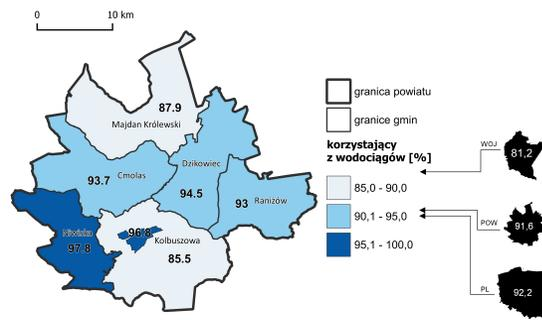 0 10 km
87.9
Majdan Królewski
Dzikowiec
93.7
Cmolas
94.5
93
Raniżów
Niwiska
97.8
96.8
Kolbuszowa
85.5
granica powiatu
granice gmin
korzystający
z wodociągów [%]
85,0 - 90,0
90,1 - 95,0
95,1 - 100,0
WOJ
81,2
POW
91,6
PL
92,2